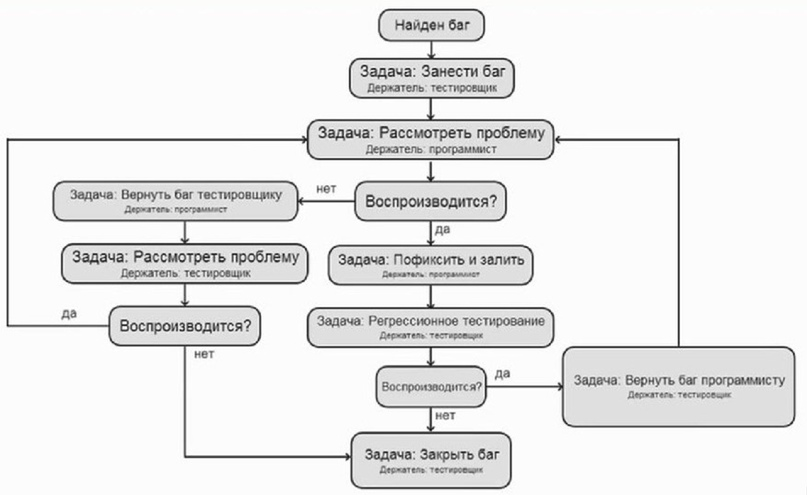 Найден баг
Задача: Занести баг
Держатель: тестировщик
Задача: Рассмотреть проблему
Держатель: программист
Воспроизводится?
нет
да
Задача: Вернуть баг тестировщику
Держатель: программист
Задача: Рассмотреть проблему
Держатель: тестировщик
Воспроизводится?
да
нет
Задача: Пофиксить и залить
Держатель: программист
Задача: Регрессионное тестирование
Держатель: тестировщик
Воспроизводится?
да
нет
Задача: Вернуть баг программисту
Держатель: тестировщик
Задача: Закрыть баг
Держатель: тестировщик